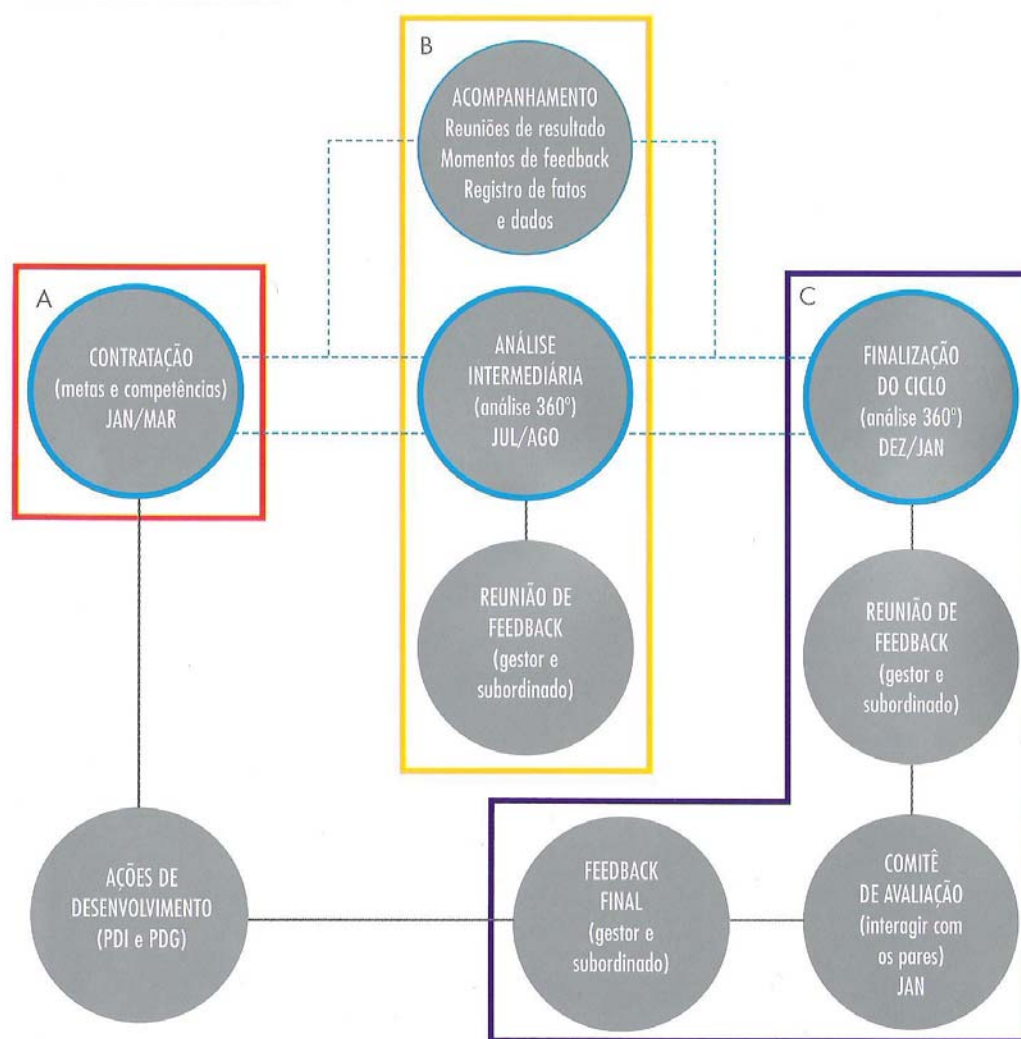 B
ACOMPANHAMENTO
Reuniões de resultado
Momentos de feedback
Registro de fatos
e dados
A
CONTRATAÇÃO
(metas e competências)
JAN/MAR
ANÁLISE
INTERMEDIÁRIA
(análise 360º)
JUL/AGO
C
FINALIZAÇÃO
DO CICLO
(análise 360º)
DEZ/JAN
REUNIÃO DE
FEEDBACK
(gestor e
subordinado)
REUNIÃO DE
FEEDBACK
(gestor e
subordinado)
AÇÕES DE
DESENVOLVIMENTO
(PDI e PDG)
FEEDBACK
FINAL
(gestor e
subordinado)
COMITÊ
DE AVALIAÇÃO
(interagir com
os pares)
JAN